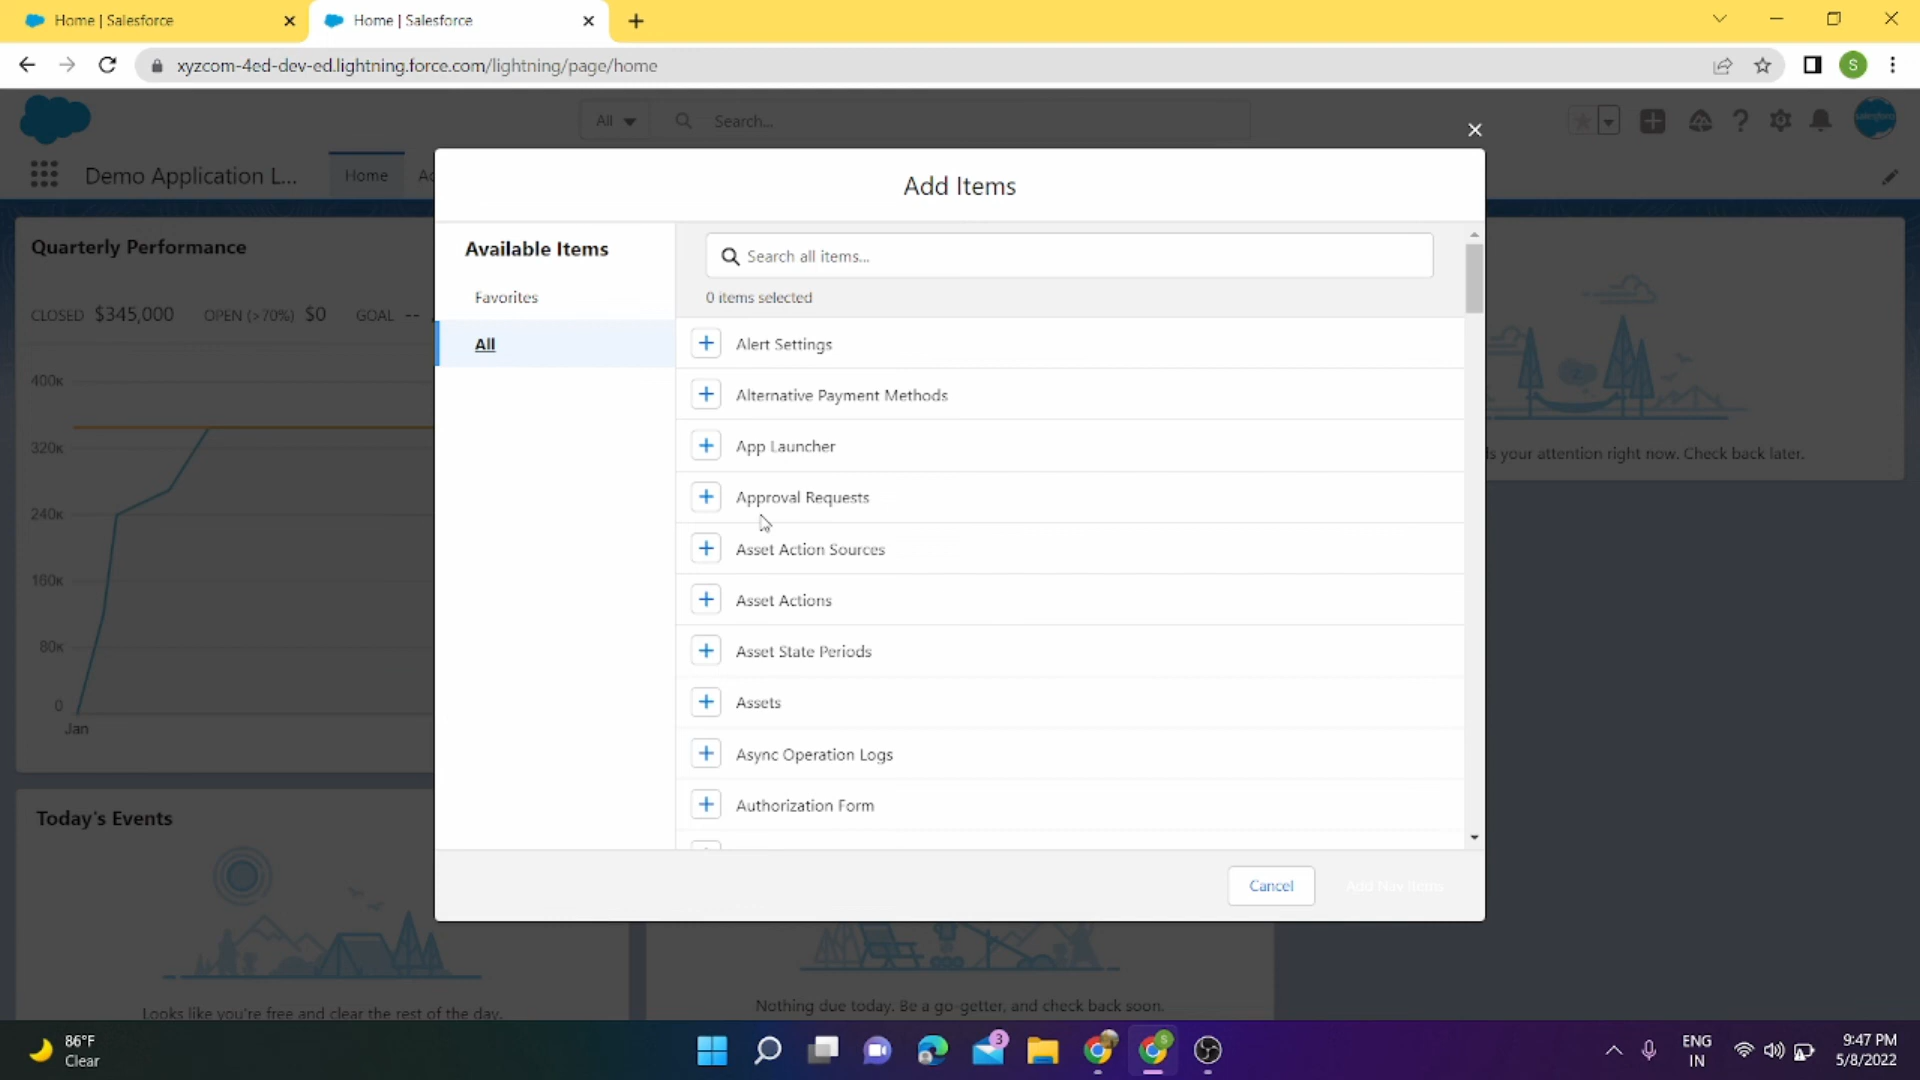 Home | Salesforce
Home | Salesforce
xyzcom-4ed-dev-ed.lightning.force.com/lightning/page/home
S
All
Search...
salesforce
Demo Application L...
Home
Add Items
Quarterly Performance
CLOSED $345,000 OPEN (>70%) $0 GOAL --
400K
320K
240K
160K
80K
0
Jan
Available Items
Favorites
All
Search all items...
0 items selected
Alert Settings
Alternative Payment Methods
App Launcher
Approval Requests
Asset Action Sources
Asset Actions
Asset State Periods
Assets
Async Operation Logs
Authorization Form
Cancel
Add Nav Items
s your attention right now. Check back later.
Today's Events
Looks like you're free and clear the rest of the day.
Nothing due today. Be a go-getter, and check back soon.
86°F
Clear
3
ENG
IN
9:47 PM
5/8/2022